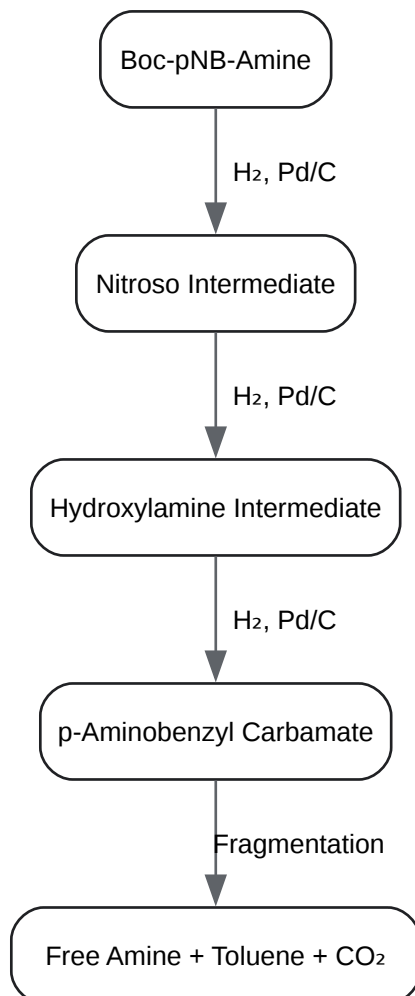 Boc-pNB-Amine
H₂, Pd/C
Nitroso Intermediate
H₂, Pd/C
Hydroxylamine Intermediate
H₂, Pd/C
p-Aminobenzyl Carbamate
Fragmentation
Free Amine + Toluene + CO₂